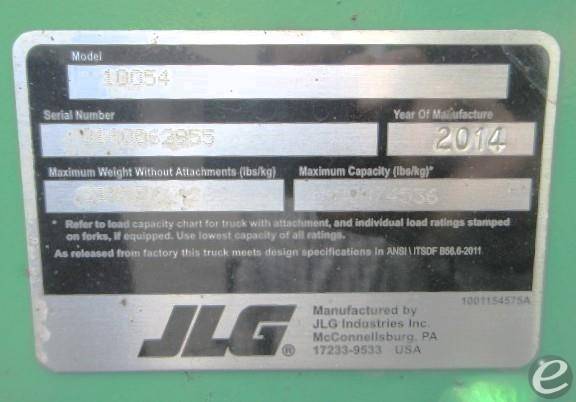 Model
10054
Serial Number
Year Of Manufacture
2014
Maximum Weight Without Attachments (lbs/kg)
Maximum Capacity (lbs/kg)*
Refer to load capacity chart for truck with attachment, and individual load ratings stamped
on forks, if equipped. Use lowest capacity of all ratings.
As released from factory this truck meets design specifications in ANSI \ ITSDF B56.6-2011
1001154575A
JLG®
Manufactured by
JLG Industries Inc.
McConnellsburg, PA
17233-9533 USA
e